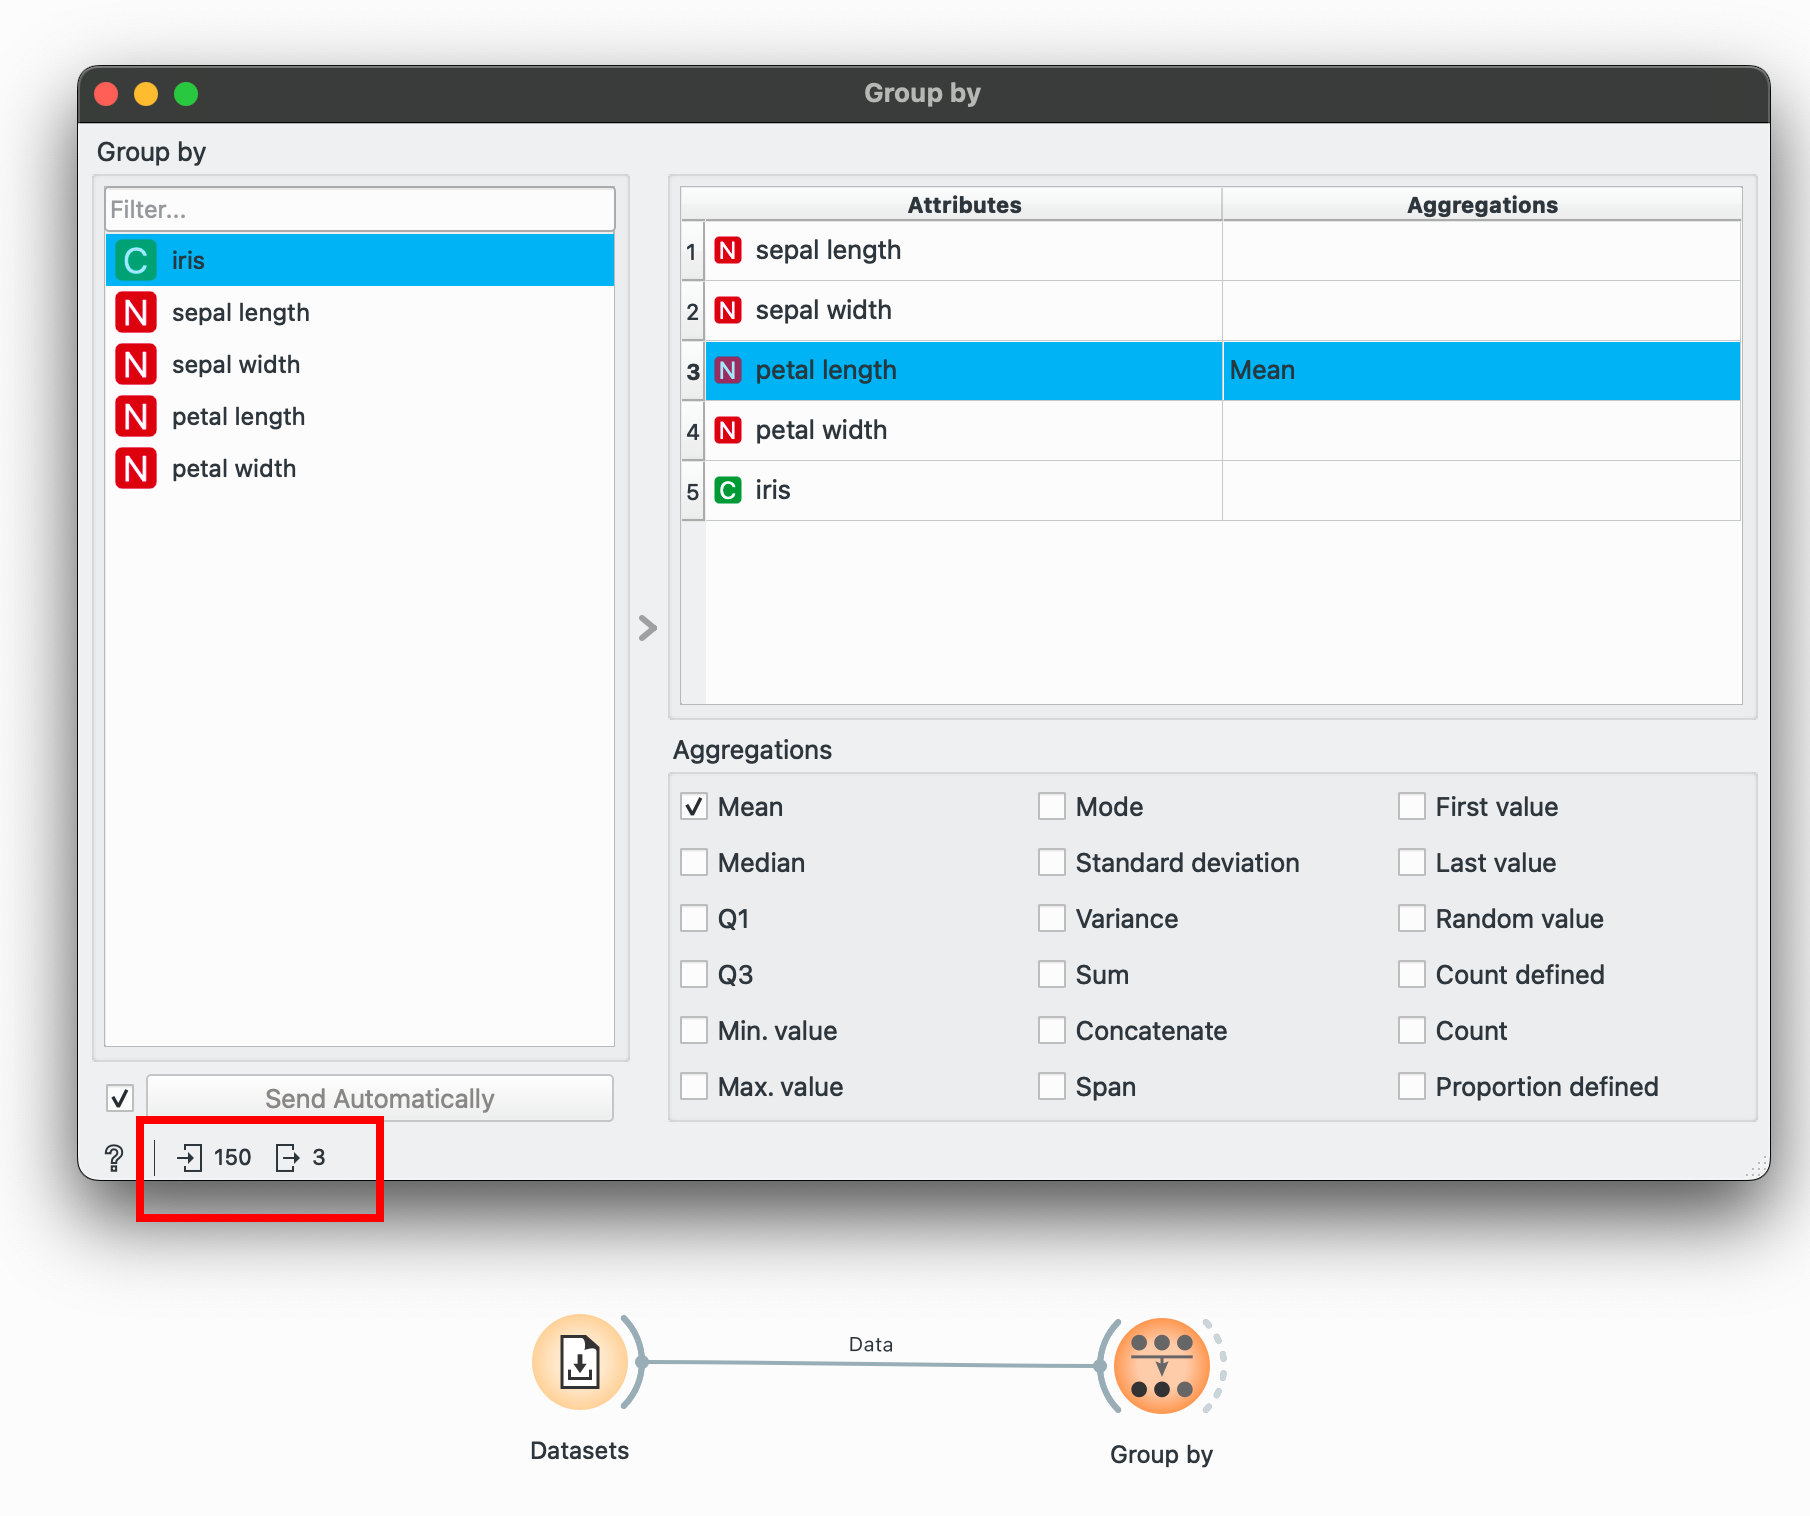 Group by
Group by
Filter...
C iris
N sepal length
N sepal width
N petal length
N petal width
Attributes Aggregations
1 N sepal length
2 N sepal width
3 N petal length Mean
4 N petal width
5 C iris
>
Aggregations
Mean Mode First value
Median Standard deviation Last value
Q1 Variance Random value
Q3 Sum Count defined
Min. value Concatenate Count
Max. value Span Proportion defined
Send Automatically
? 150 3
Data
Datasets
Group by